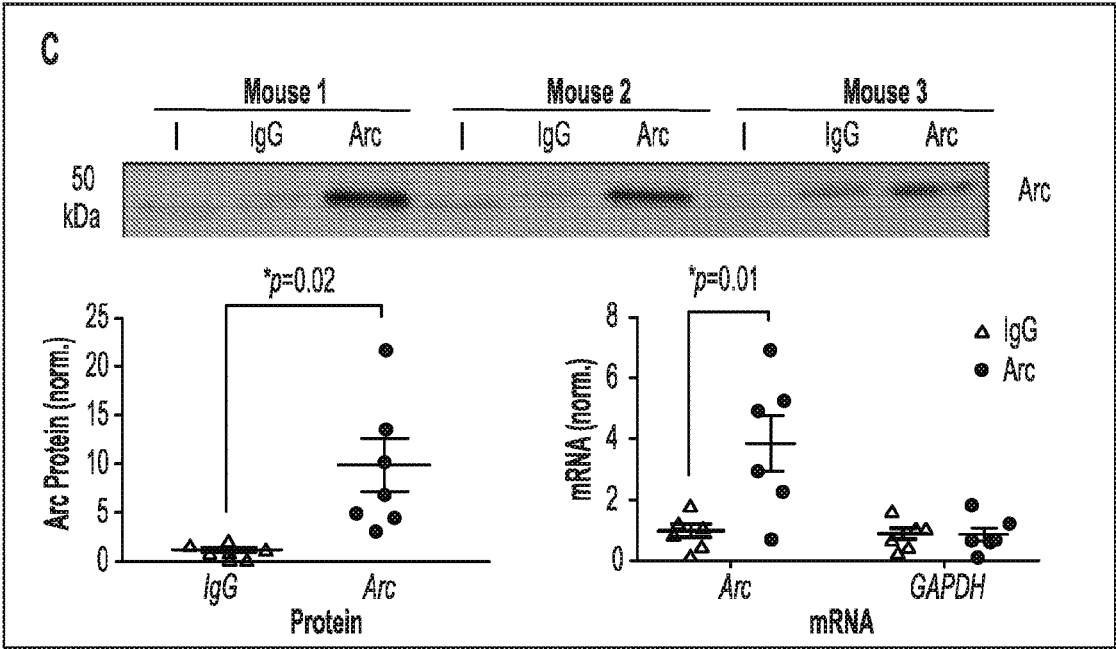 C
Mouse 1 Mouse 2 Mouse 3
I IgG Arc I IgG Arc I IgG Arc
50
kDa
Arc
*p=0.02
Arc Protein (norm.)
25
20
15
10
5
0
IgG Arc
Protein
*p=0.01
mRNA (norm.)
8
6
4
2
0
IgG
Arc
Arc GAPDH
mRNA